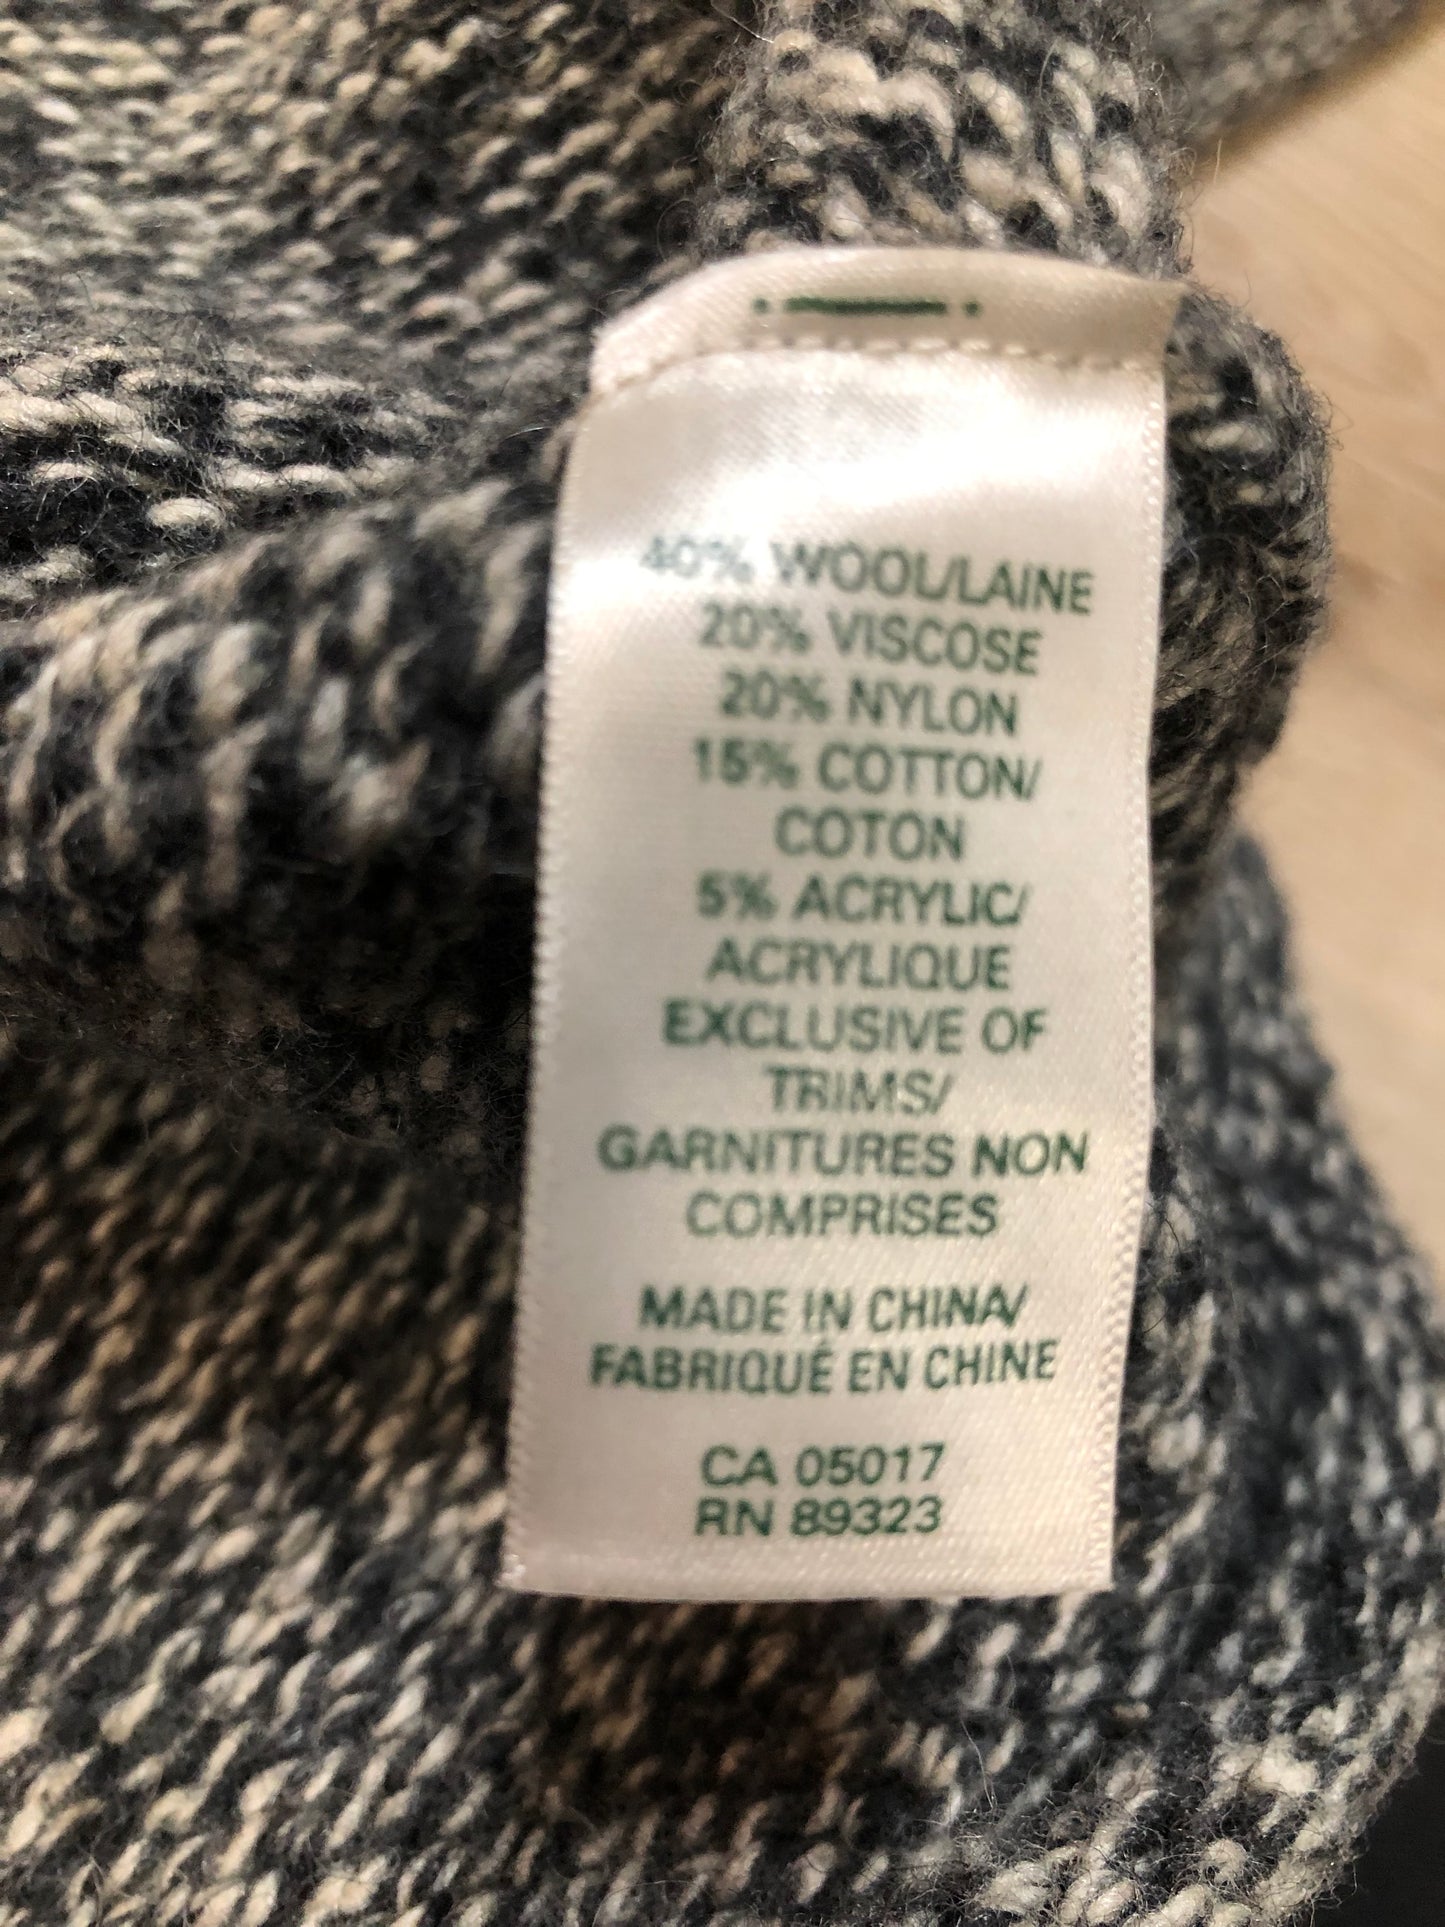 40% WOOL/LAINE
20% VISCOSE
20% NYLON
15% COTTON/
COTON
5% ACRYLIC/
ACRYLIQUE
EXCLUSIVE OF
TRIMS/
GARNITURES NON
COMPRISES
MADE IN CHINA/
FABRIQUÉ EN CHINE
CA 05017
RN 89323